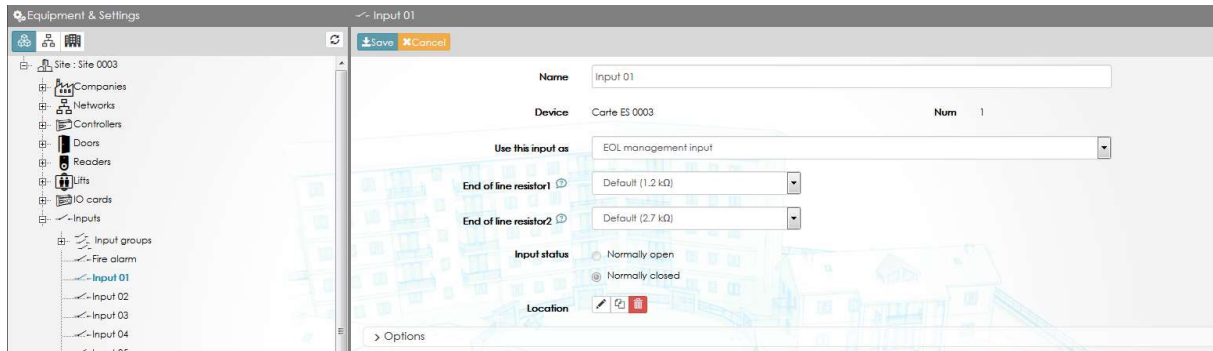 Equipment & Settings
Input 01
Save Cancel
Site : Site 0003
Companies
Networks
Controllers
Doors
Readers
Lifts
IO cards
Inputs
Input groups
Fire alarm
Input 01
Input 02
Input 03
Input 04
Name Input 01
Device Carte ES 0003 Num 1
Use this input as EOL management input
End of line resistor1 Default (1.2 kΩ)
End of line resistor2 Default (2.7 kΩ)
Input status Normally open
Normally closed
Location
Options